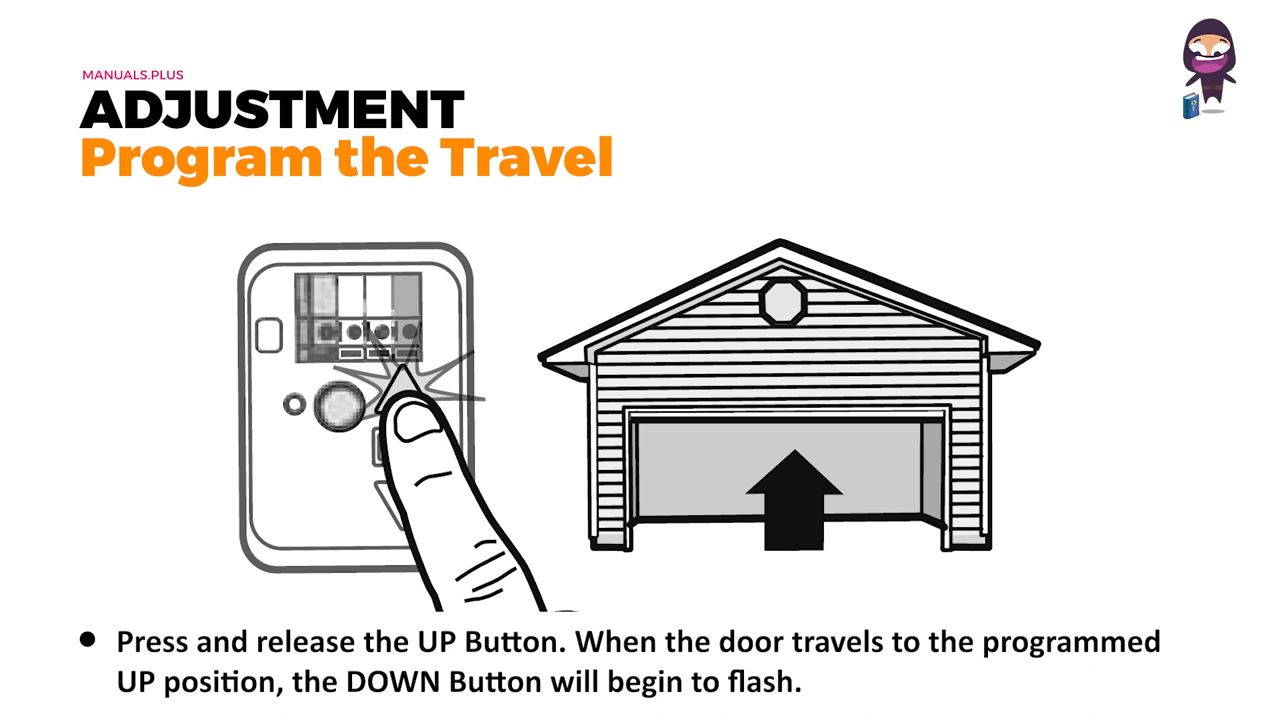 MANUALS.PLUS
ADJUSTMENT
Program the Travel
● Press and release the UP Button. When the door travels to the programmed
UP position, the DOWN Button will begin to flash.